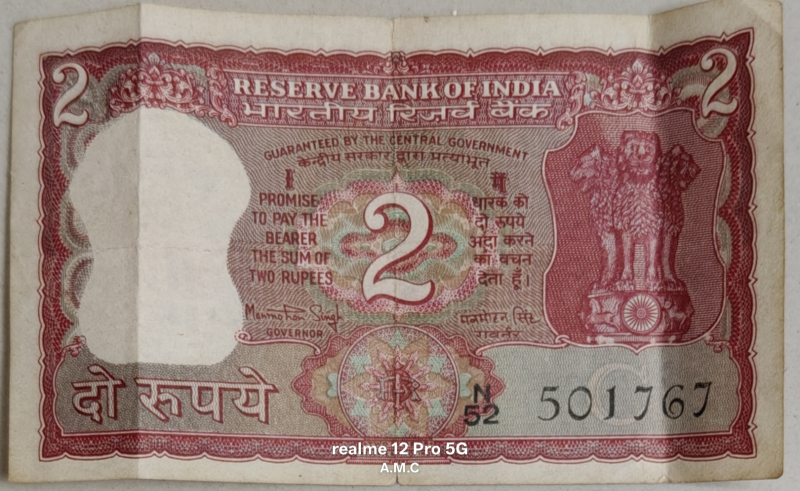 2
2
RESERVE BANK OF INDIA
भारतीय रिज़र्व बैंक
GUARANTEED BY THE CENTRAL GOVERNMENT
केन्दीय सरकार द्वारा प्रत्याभूत
I
PROMISE
TO PAY THE
BEARER
THE SUM OF
TWO RUPEES
2
मैं
धारक को
दो रुपये
अदा करने
का वचन
देता हूँ।
Manmohan Singh
GOVERNOR
मनमोहन सिंह
गवर्नर
दो रूपये
N
52
501767
C
realme 12 Pro 5G
A.M.C